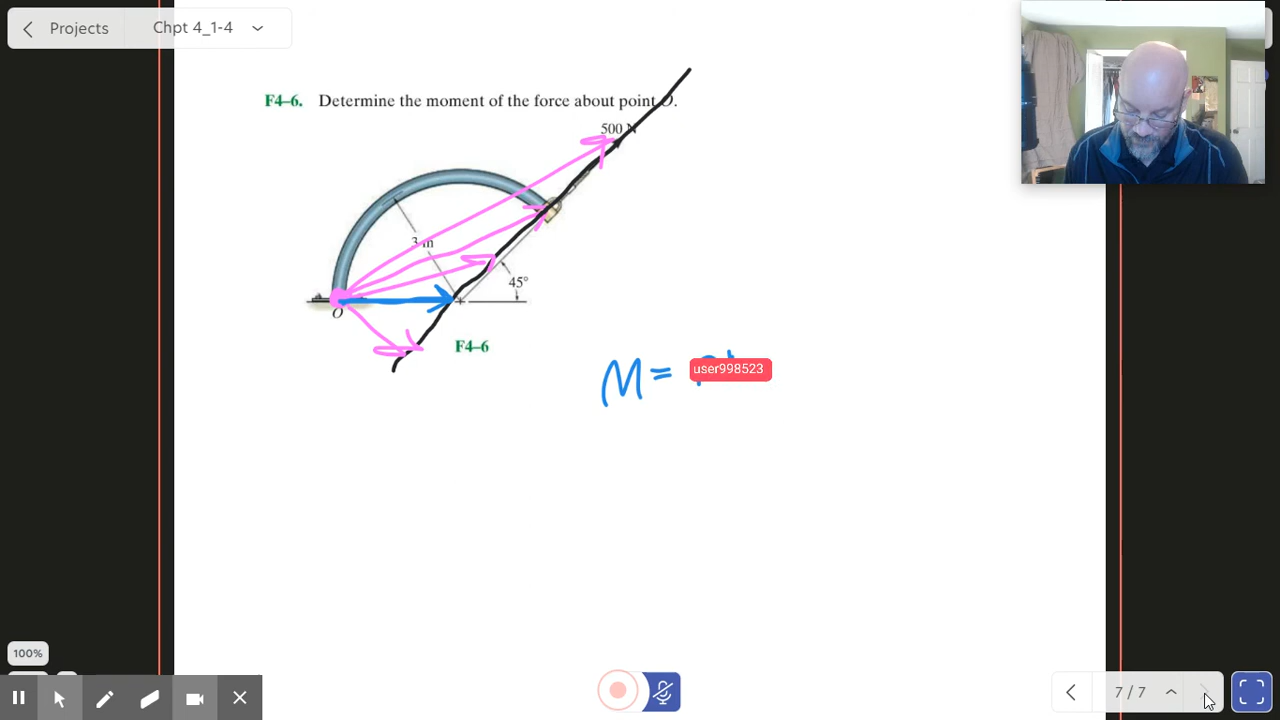 Projects
Chpt 4_1-4
F4–6. Determine the moment of the force about point O.
500 N
3 m
45°
O
F4–6
M =
user998523
100%
7 / 7